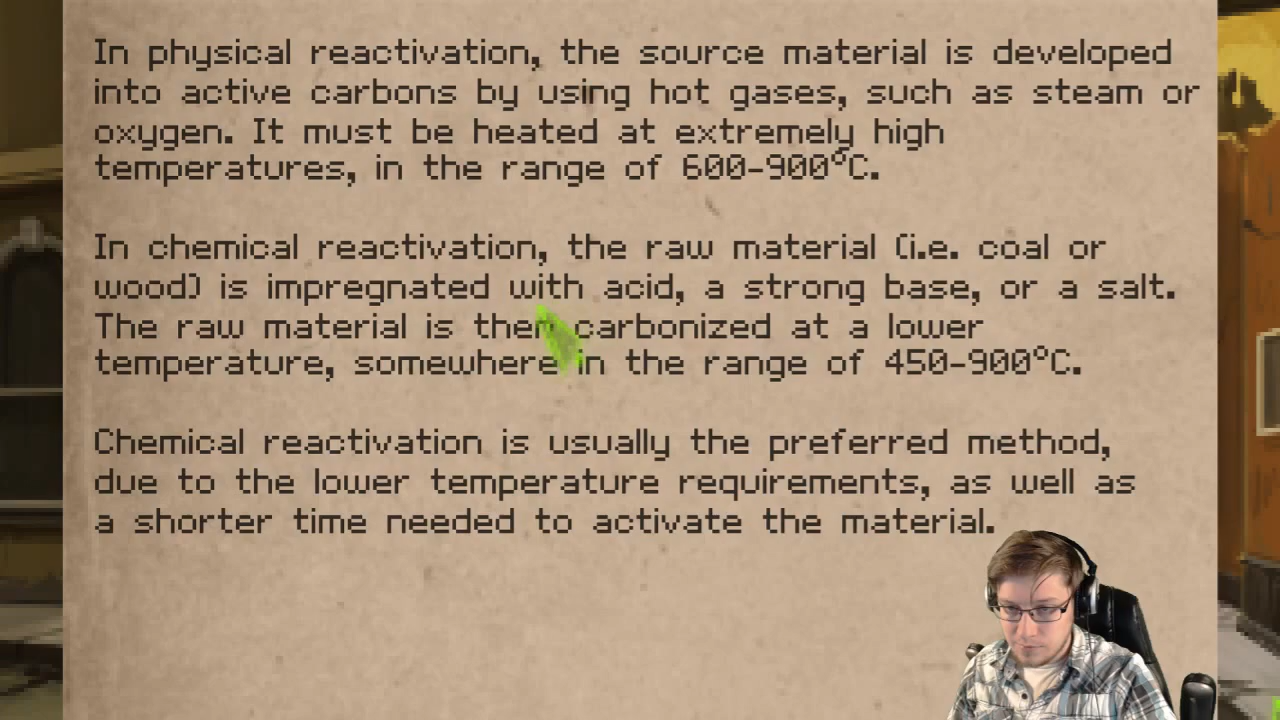 In physical reactivation, the source material is developed
into active carbons by using hot gases, such as steam or
oxygen. It must be heated at extremely high
temperatures, in the range of 600-900°C.
In chemical reactivation, the raw material (i.e. coal or
wood) is impregnated with acid, a strong base, or a salt.
The raw material is then carbonized at a lower
temperature, somewhere in the range of 450-900°C.
Chemical reactivation is usually the preferred method,
due to the lower temperature requirements, as well as
a shorter time needed to activate the material.